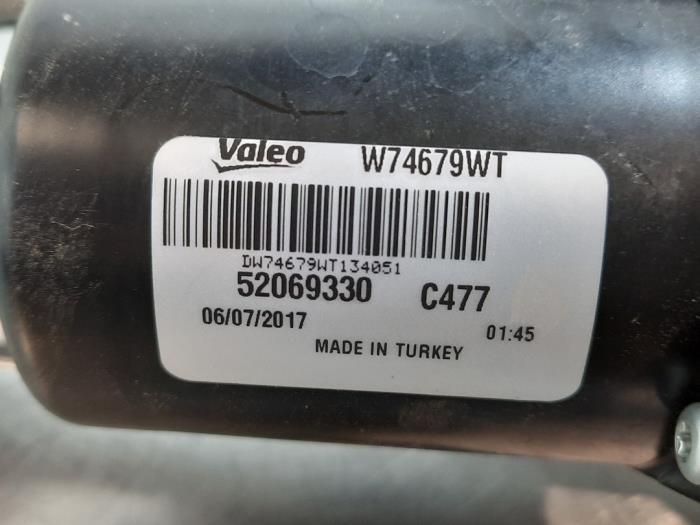 Valeo W74679WT
DW74679WT134051
52069330 C477
06/07/2017 01:45
MADE IN TURKEY